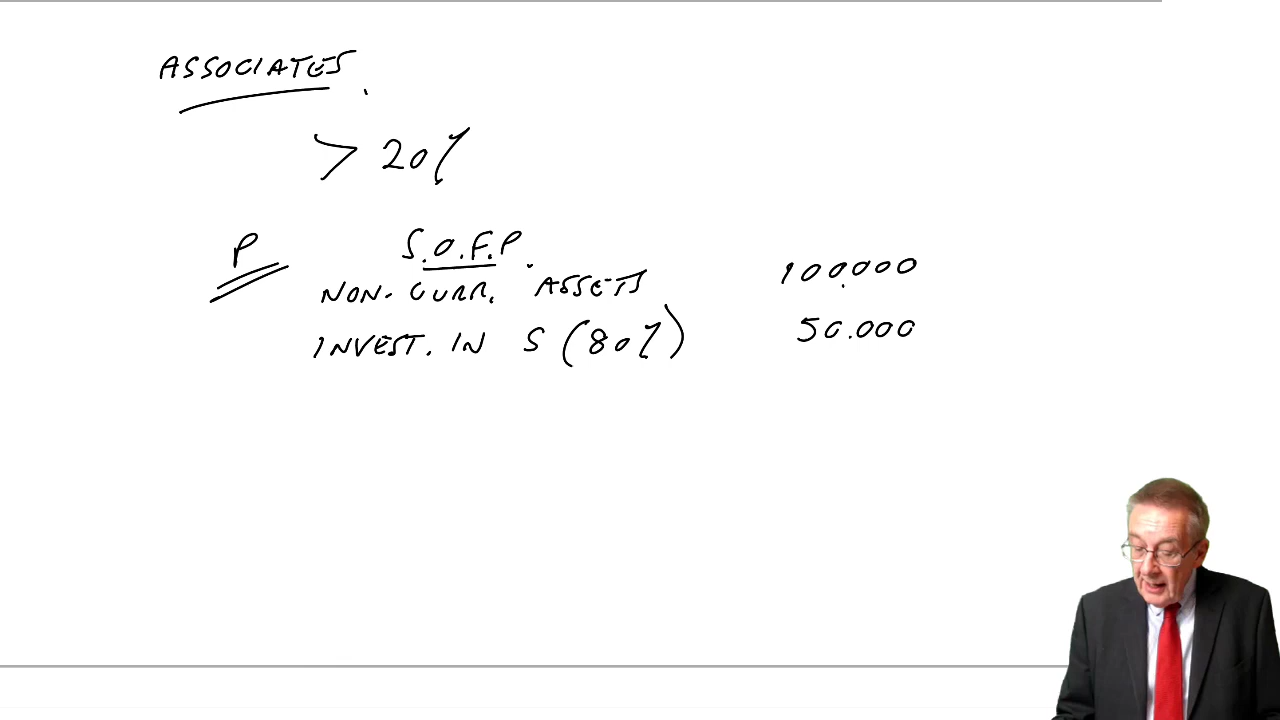 ASSOCIATES.
> 20%
P S.O.F.P.
NON-CURR. ASSETS 100.000
INVEST. IN S (80%) 50.000